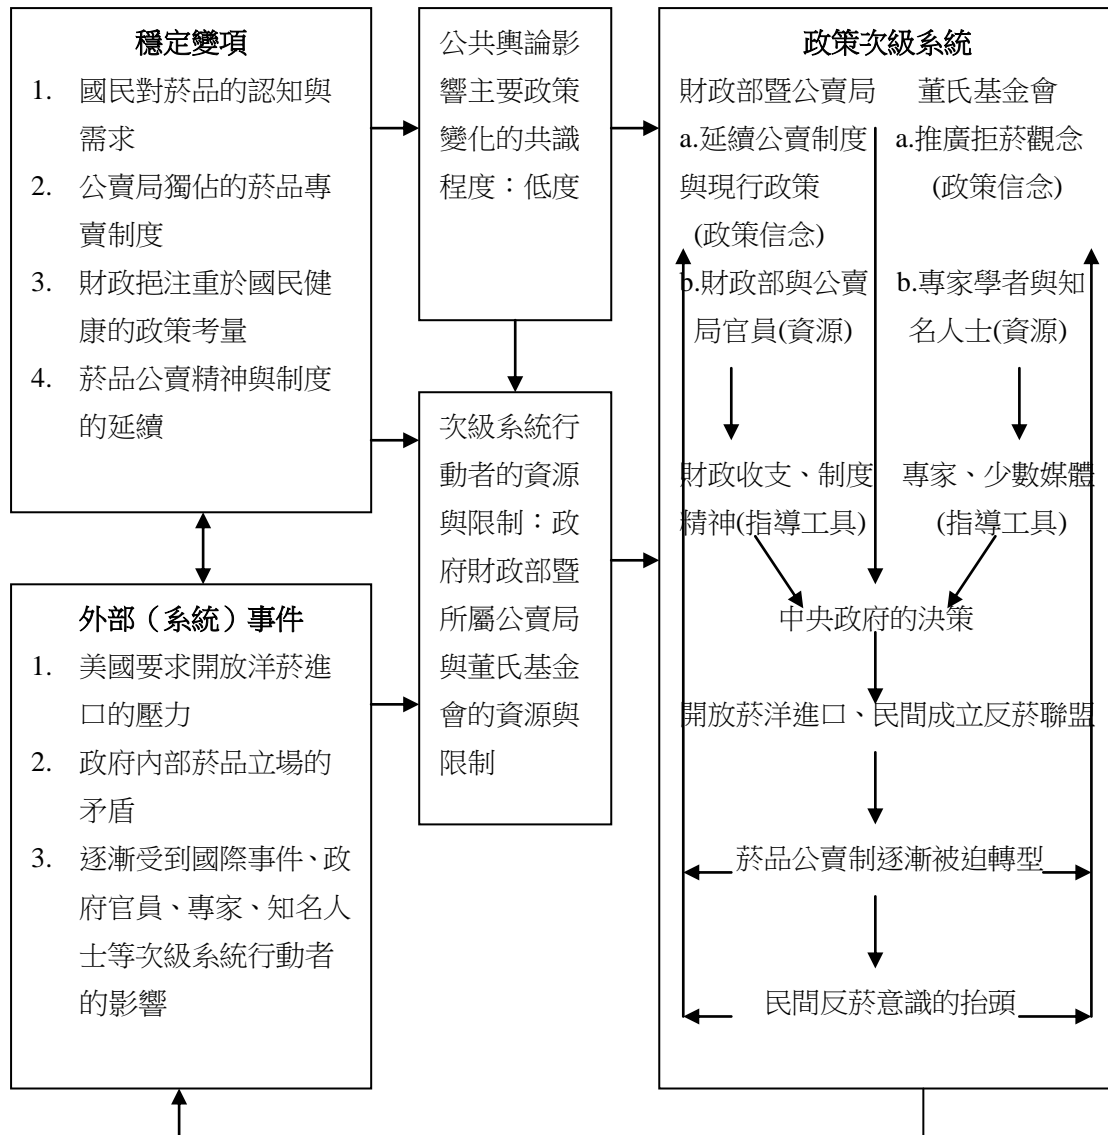 穩定變項
1. 國民對菸品的認知與
需求
2. 公賣局獨佔的菸品專
賣制度
3. 財政挹注重於國民健
康的政策考量
4. 菸品公賣精神與制度
的延續
外部（系統）事件
1. 美國要求開放洋菸進
口的壓力
2. 政府內部菸品立場的
矛盾
3. 逐漸受到國際事件、政
府官員、專家、知名人
士等次級系統行動者
的影響
公共輿論影
響主要政策
變化的共識
程度：低度
次級系統行
動者的資源
與限制：政
府財政部暨
所屬公賣局
與董氏基金
會的資源與
限制
政策次級系統
財政部暨公賣局
a.延續公賣制度
與現行政策
(政策信念)
b.財政部與公賣
局官員(資源)
財政收支、制度
精神(指導工具)
董氏基金會
a.推廣拒菸觀念
(政策信念)
b.專家學者與知
名人士(資源)
專家、少數媒體
(指導工具)
中央政府的決策
開放菸洋進口、民間成立反菸聯盟
菸品公賣制逐漸被迫轉型
民間反菸意識的抬頭